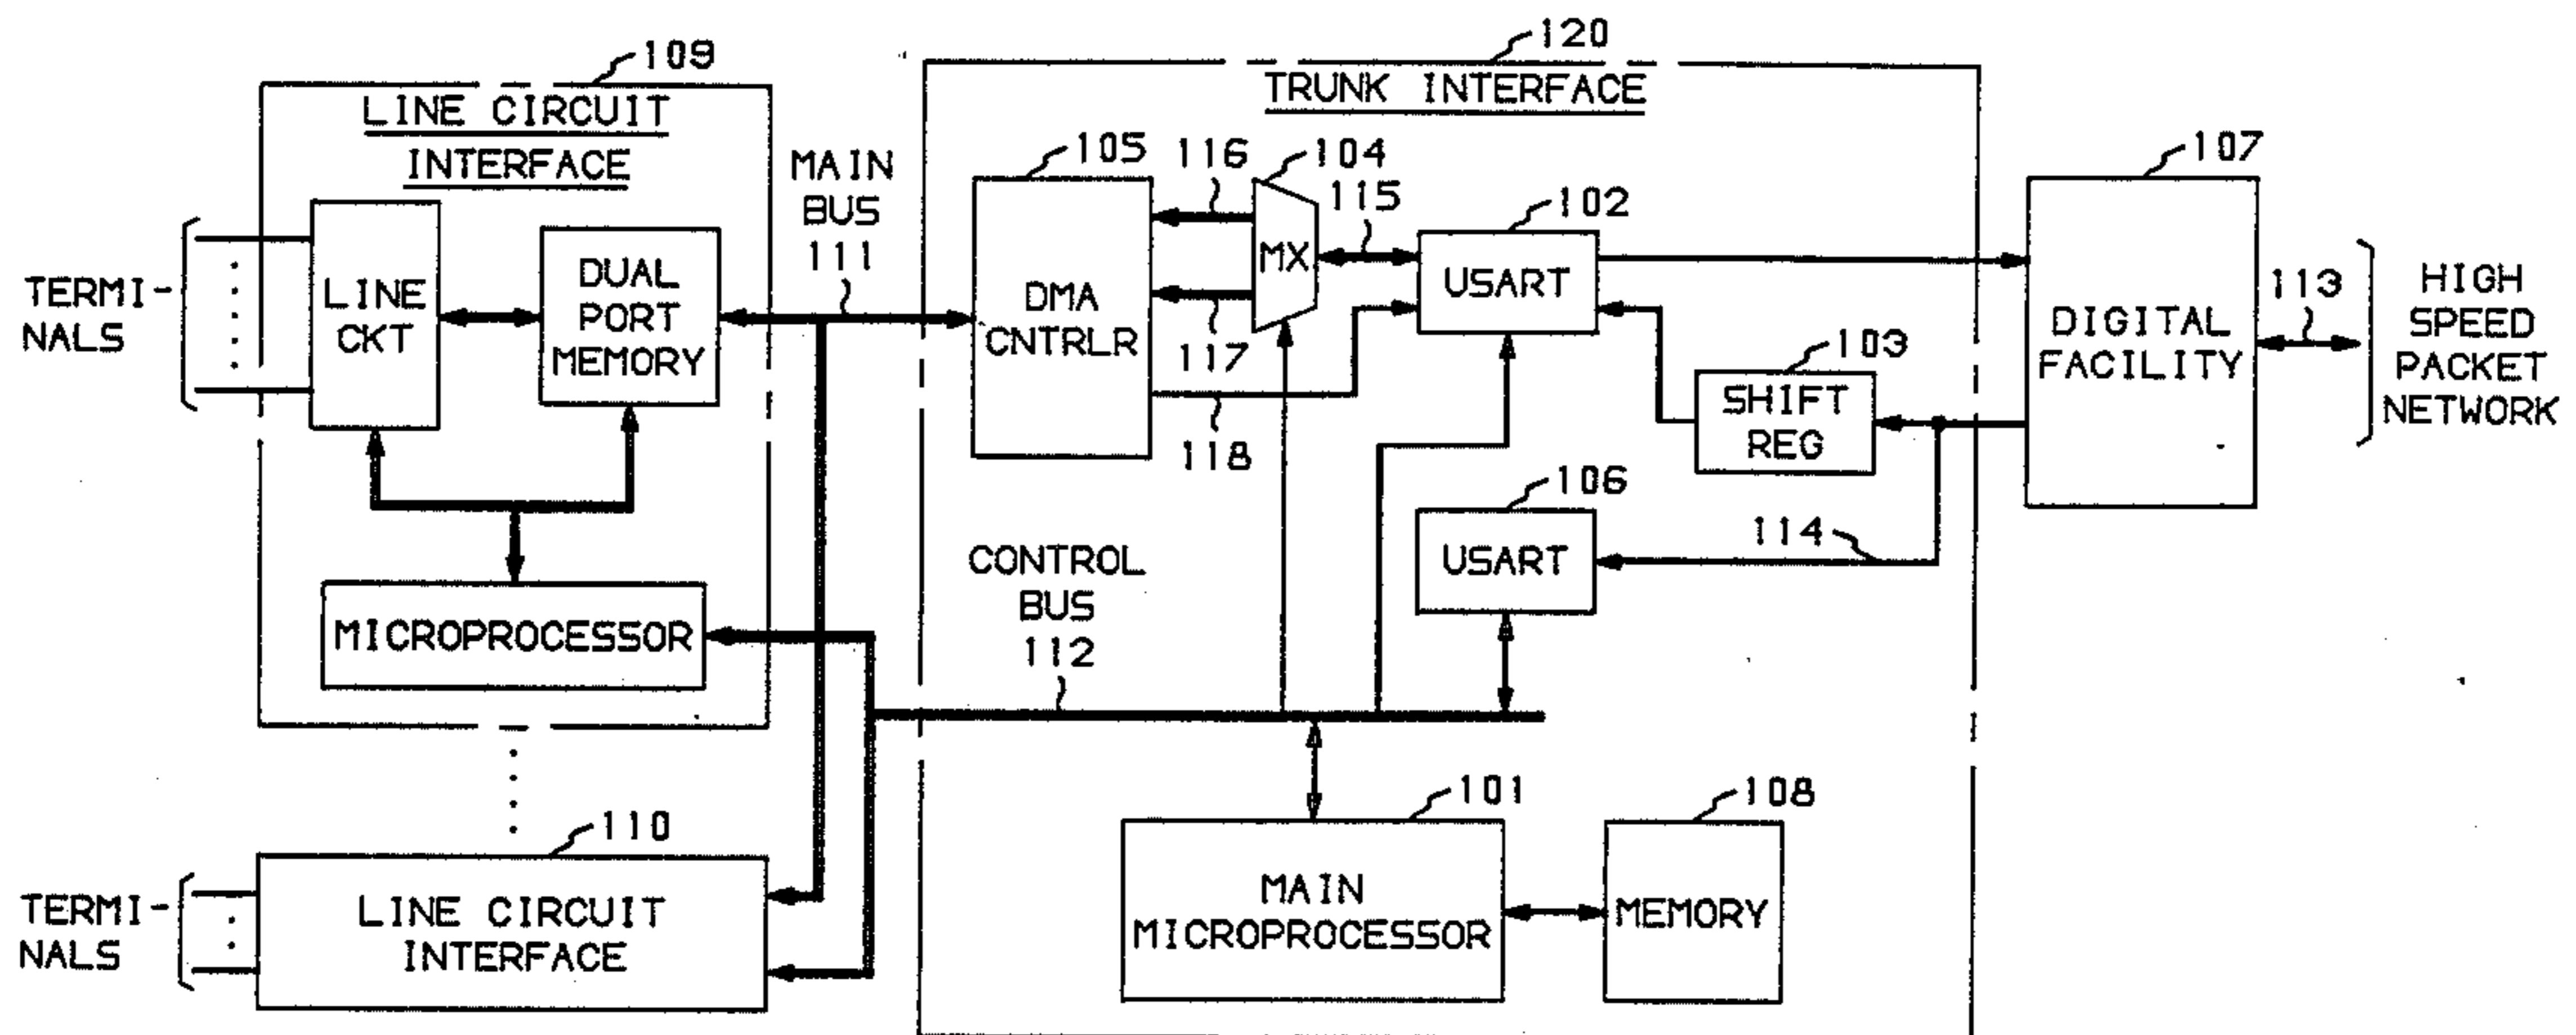 109
LINE CIRCUIT
INTERFACE
TERMI-
NALS
LINE
CKT
DUAL
PORT
MEMORY
MICROPROCESSOR
MAIN
BUS
111
120
TRUNK INTERFACE
105
DMA
CNTRLR
116
104
MX
117
115
118
102
USART
103
SHIFT
REG
106
USART
114
107
DIGITAL
FACILITY
113
HIGH
SPEED
PACKET
NETWORK
CONTROL
BUS
112
110
TERMI-
NALS
LINE CIRCUIT
INTERFACE
101
MAIN
MICROPROCESSOR
108
MEMORY